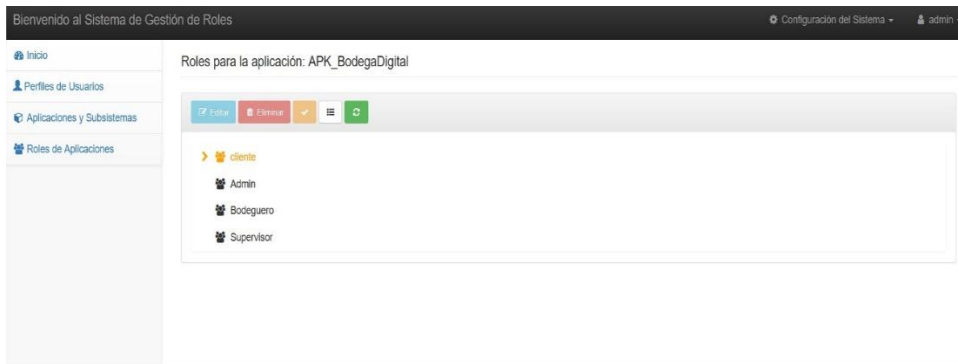 Bienvenido al Sistema de Gestión de Roles
Configuración del Sistema
admin
Inicio
Perfiles de Usuarios
Aplicaciones y Subsistemas
Roles de Aplicaciones
Roles para la aplicación: APK_BodegaDigital
Editar
Eliminar
cliente
Admin
Bodeguero
Supervisor